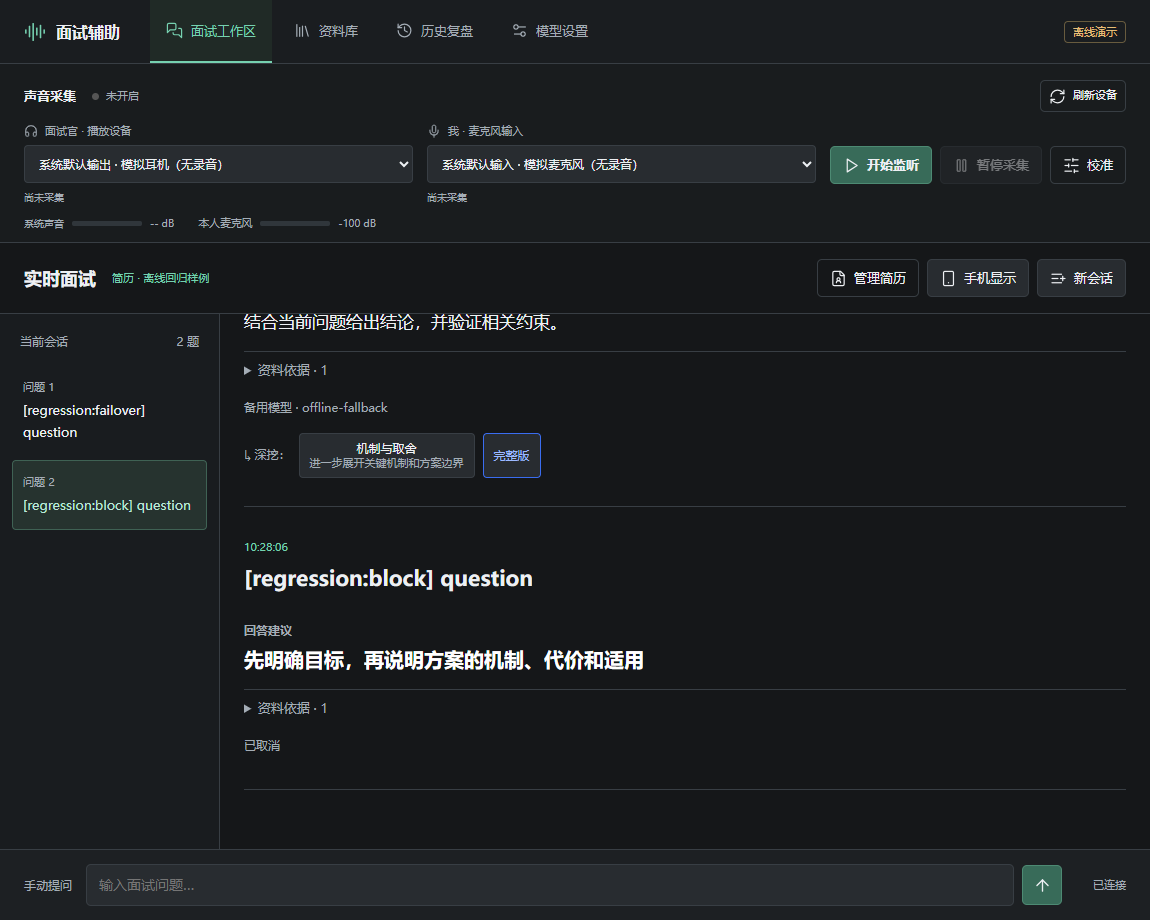 面试辅助
面试工作区
资料库
历史复盘
模型设置
离线演示
声音采集
未开启
刷新设备
面试官 · 播放设备
我 · 麦克风输入
系统默认输出 · 模拟耳机（无录音）
系统默认输入 · 模拟麦克风（无录音）
开始监听
暂停采集
校准
尚未采集
尚未采集
系统声音
-- dB
本人麦克风
-100 dB
实时面试
简历 · 离线回归样例
管理简历
手机显示
新会话
当前会话
2 题
问题 1
[regression:failover]
question
问题 2
[regression:block] question
结合当前问题给出结论，并验证相关约束。
资料依据 · 1
备用模型 · offline-fallback
↳ 深挖：
机制与取舍
进一步展开关键机制和方案边界
完整版
10:28:06
[regression:block] question
回答建议
先明确目标，再说明方案的机制、代价和适用
资料依据 · 1
已取消
手动提问
输入面试问题...
已连接